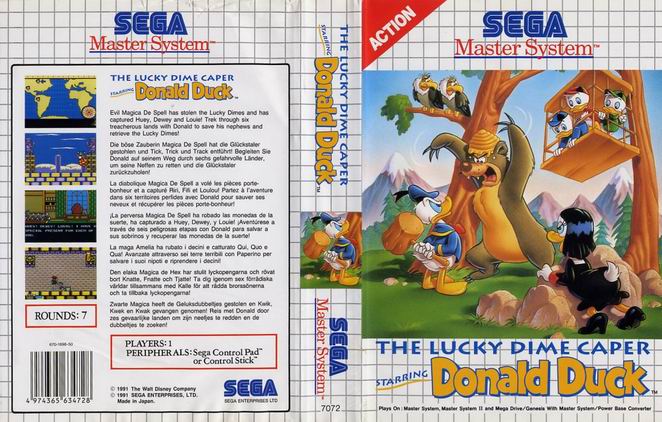 SEGA
Master System™
THE LUCKY DIME CAPER
STARRING Donald Duck™
Evil Magica De Spell has stolen the Lucky Dimes and has
captured Huey, Dewey and Louie! Trek through six
treacherous lands with Donald to save his nephews and
retrieve the Lucky Dimes!
Die böse Zauberin Magica De Spell hat die Glückstaler
gestohlen und Tick, Trick und Track entführt! Begleiten Sie
Donald auf seinem Weg durch sechs gefahrvolle Länder,
um seine Neffen zu retten und die Glückstaler
zurückzuholen!
La diabolique Magica De Spell a volé les pièces porte-
bonheur et a capturé Riri, Fifi et Loulou! Partez à l'aventure
dans six territoires perfides avec Donald pour sauver ses
neveux et récupérer les pièces porte-bonheur!
¡La perversa Magica De Spell ha robado las monedas de la
suerte, ha capturado a Huey, Dewey, y Louie! ¡Aventúrese a
través de seis peligrosas etapas con Donald para salvar a
sus sobrinos y recuperar las monedas de la suerte!
La maga Amelia ha rubato i decini e catturato Qui, Quo e
Qua! Avanzate attraverso sei terre terribili con Paperino per
salvare i suoi nipoti e riprendere i decini!
Den elaka Magica de Hex har stulit lyckopengarna och rövat
bort Knatte, Fnatte och Tjatte! Ta dig igenom sex förrädiska
världar tillsammans med Kalle för att rädda brorsönerna
och ta tillbaka lyckopengarna!
Zwarte Magica heeft de Geluksdubbeltjes gestolen en Kwik,
Kwek en Kwak gevangen genomen! Reis met Donald door
zes gevaarlijke landen om zijn neefjes te redden en de
dubbeltjes te zoeken!
ROUNDS: 7
PLAYERS: 1
PERIPHERALS: Sega Control Pad™
or Control Stick™
670-1698-50
4 974365 634728
© 1991 The Walt Disney Company
© 1991 SEGA ENTERPRISES, LTD.
Made in Japan.
SEGA
SEGA ENTERPRISES LTD
THE LUCKY DIME CAPER
STARRING Donald Duck™
SEGA
Master System™
7072
ACTION
SEGA
Master System™
THE LUCKY DIME CAPER
STARRING Donald Duck™
Plays On: Master System, Master System II and Mega Drive/Genesis With Master System/Power Base Converter